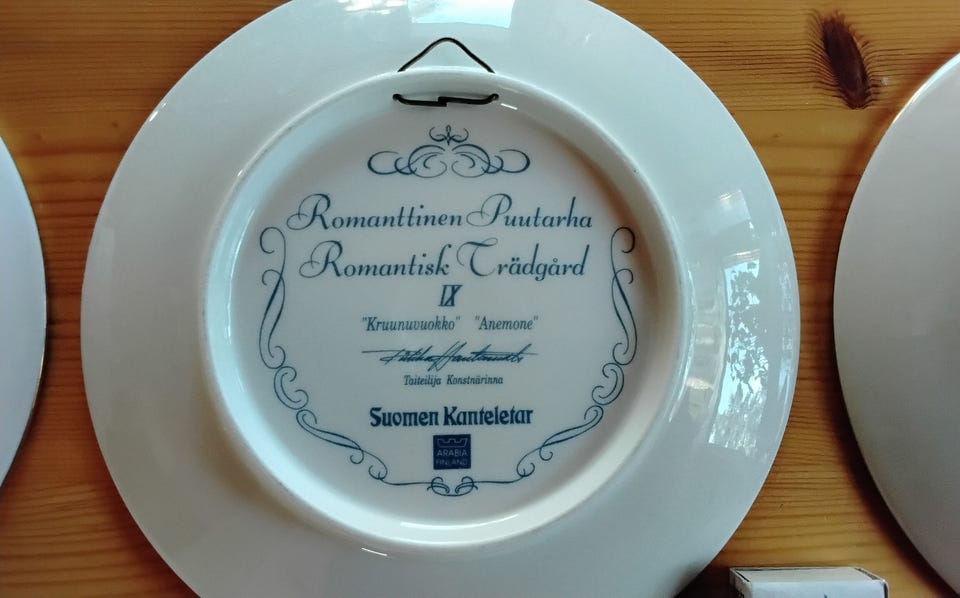 Romanttinen Puutarha
Romantisk Trädgård
IX
"Kruunuvuokko" "Anemone"
Taiteilija Konstnärinna
Suomen Kanteletar
ARABIA
FINLAND